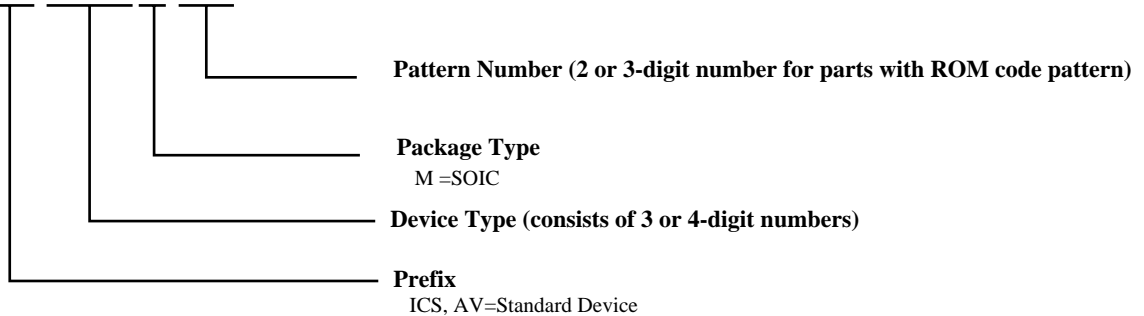 Pattern Number (2 or 3-digit number for parts with ROM code pattern)
Package Type
M =SOIC
Device Type (consists of 3 or 4-digit numbers)
Prefix
ICS, AV=Standard Device